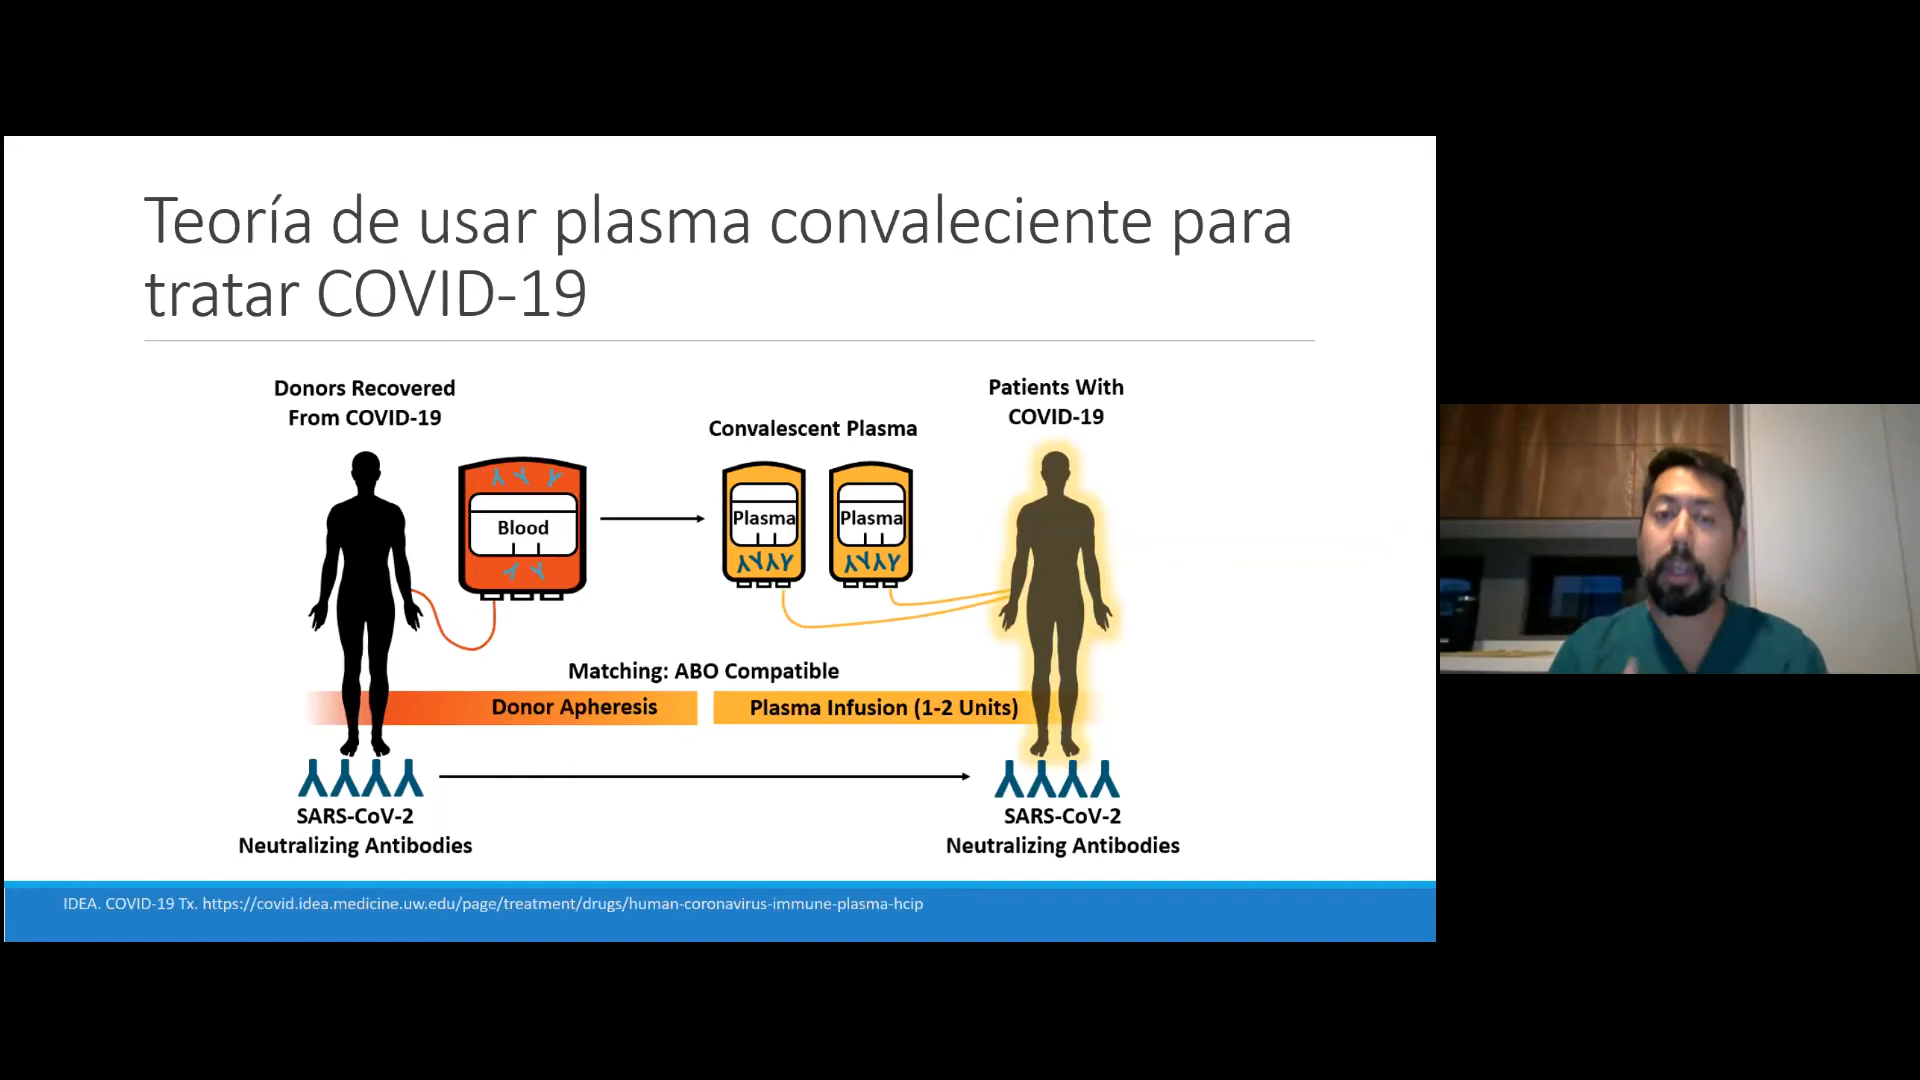 Teoría de usar plasma convaleciente para
tratar COVID-19
Donors Recovered
From COVID-19
Patients With
COVID-19
Convalescent Plasma
Blood
Plasma
Plasma
Matching: ABO Compatible
Donor Apheresis
Plasma Infusion (1-2 Units)
SARS-CoV-2
Neutralizing Antibodies
SARS-CoV-2
Neutralizing Antibodies
IDEA. COVID-19 Tx. https://covid.idea.medicine.uw.edu/page/treatment/drugs/human-coronavirus-immune-plasma-hcip